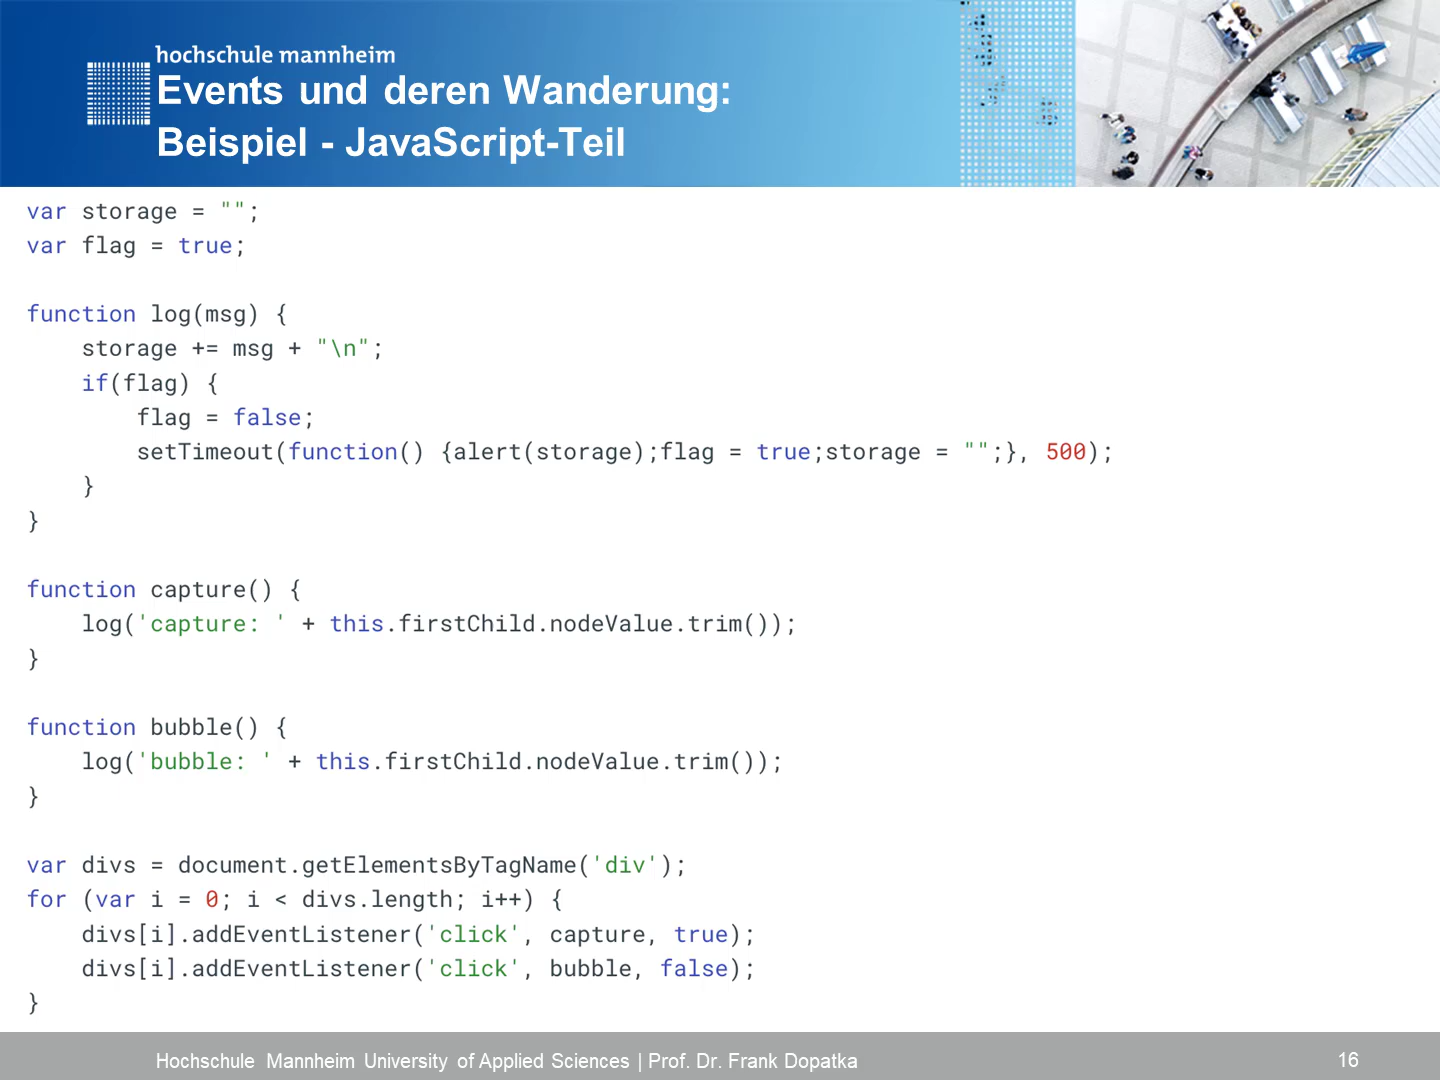 hochschule mannheim
Events und deren Wanderung:
Beispiel - JavaScript-Teil
var storage = "";
var flag = true;
function log(msg) {
    storage += msg + "\n";
    if(flag) {
        flag = false;
        setTimeout(function() {alert(storage);flag = true;storage = "";}, 500);
    }
}
function capture() {
    log('capture: ' + this.firstChild.nodeValue.trim());
}
function bubble() {
    log('bubble: ' + this.firstChild.nodeValue.trim());
}
var divs = document.getElementsByTagName('div');
for (var i = 0; i < divs.length; i++) {
    divs[i].addEventListener('click', capture, true);
    divs[i].addEventListener('click', bubble, false);
}
Hochschule Mannheim University of Applied Sciences | Prof. Dr. Frank Dopatka
16